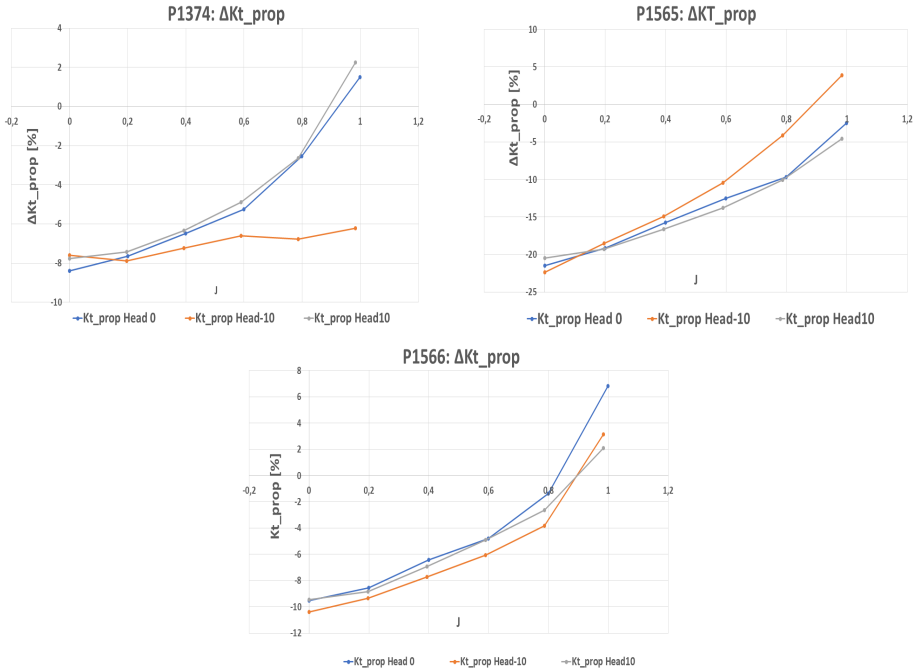 P1374: ΔKt_prop
4
2
0
-0,2 0 0,2 0,4 0,6 0,8 1 1,2
-2
-4
-6
-8
-10
ΔKt_prop [%]
J
Kt_prop Head 0 Kt_prop Head-10 Kt_prop Head10
P1565: ΔKT_prop
10
5
0
-0,2 0 0,2 0,4 0,6 0,8 1 1,2
-5
-10
-15
-20
-25
ΔKt_prop [%]
J
Kt_prop Head 0 Kt_prop Head-10 Kt_prop Head10
P1566: ΔKt_prop
8
6
4
2
0
-0,2 0 0,2 0,4 0,6 0,8 1 1,2
-2
-4
-6
-8
-10
-12
Kt_prop [%]
J
Kt_prop Head 0 Kt_prop Head-10 Kt_prop Head10